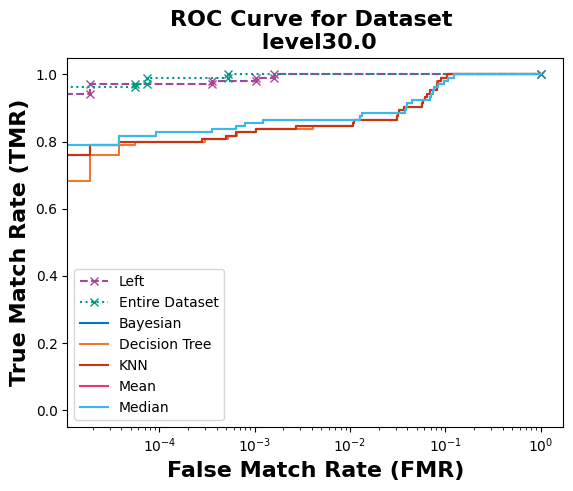 ROC Curve for Dataset
level30.0
True Match Rate (TMR)
1.0
0.8
0.6
0.4
0.2
0.0
Left
Entire Dataset
Bayesian
Decision Tree
KNN
Mean
Median
10⁻⁴
10⁻³
10⁻²
10⁻¹
10⁰
False Match Rate (FMR)